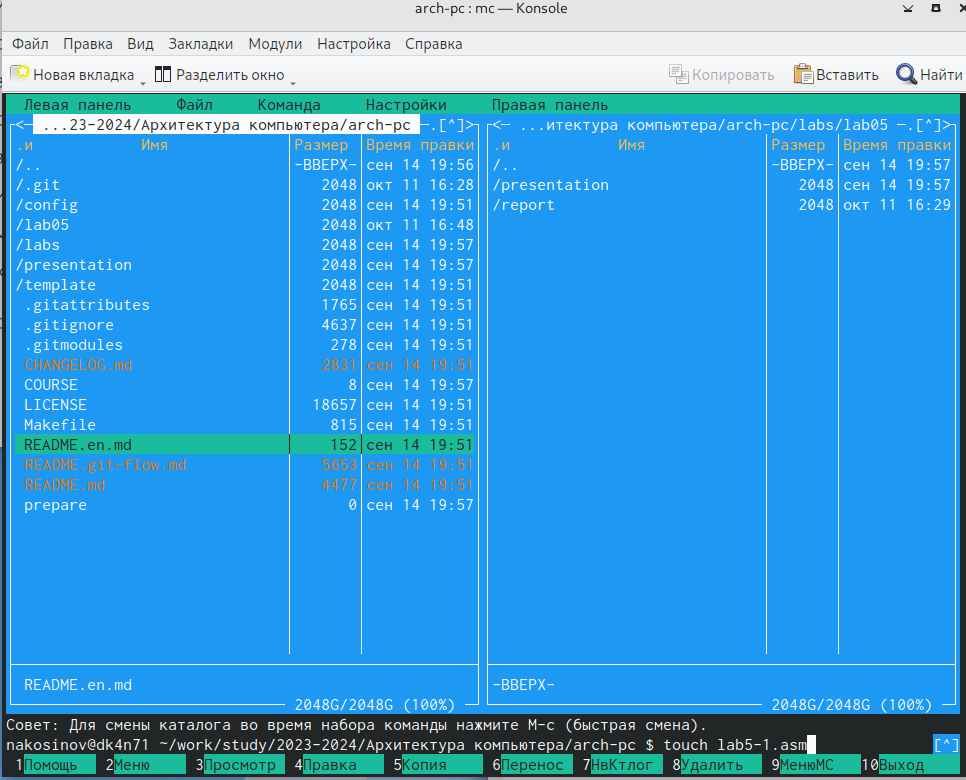 arch-pc : mc — Konsole
Файл Правка Вид Закладки Модули Настройка Справка
Новая вкладка Разделить окно Копировать Вставить Найти
Левая панель Файл Команда Настройки Правая панель
<— ...23-2024/Архитектура компьютера/arch-pc —.[^]> <— ...итектура компьютера/arch-pc/labs/lab05 —.[^]>
.и Имя Размер Время правки .и Имя Размер Время правки
/.. -ВВЕРХ- сен 14 19:56 /.. -ВВЕРХ- сен 14 19:57
/.git 2048 окт 11 16:28 /presentation 2048 сен 14 19:57
/config 2048 сен 14 19:51 /report 2048 окт 11 16:29
/lab05 2048 окт 11 16:48
/labs 2048 сен 14 19:57
/presentation 2048 сен 14 19:57
/template 2048 сен 14 19:51
.gitattributes 1765 сен 14 19:51
.gitignore 4637 сен 14 19:51
.gitmodules 278 сен 14 19:51
CHANGELOG.md 2831 сен 14 19:51
COURSE 8 сен 14 19:57
LICENSE 18657 сен 14 19:51
Makefile 815 сен 14 19:51
README.en.md 152 сен 14 19:51
README.git-flow.md 5653 сен 14 19:51
README.md 4477 сен 14 19:51
prepare 0 сен 14 19:57
README.en.md -ВВЕРХ-
2048G/2048G (100%) 2048G/2048G (100%)
Совет: Для смены каталога во время набора команды нажмите M-c (быстрая смена).
nakosinov@dk4n71 ~/work/study/2023-2024/Архитектура компьютера/arch-pc $ touch lab5-1.asm [^]
1Помощь 2Меню 3Просмотр 4Правка 5Копия 6Перенос 7НвКтлог 8Удалить 9МенюMC 10Выход